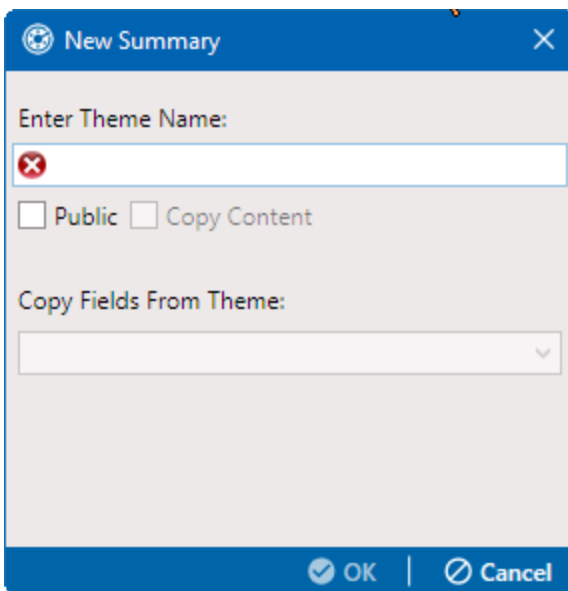 New Summary
Enter Theme Name:
Public Copy Content
Copy Fields From Theme:
OK | Cancel